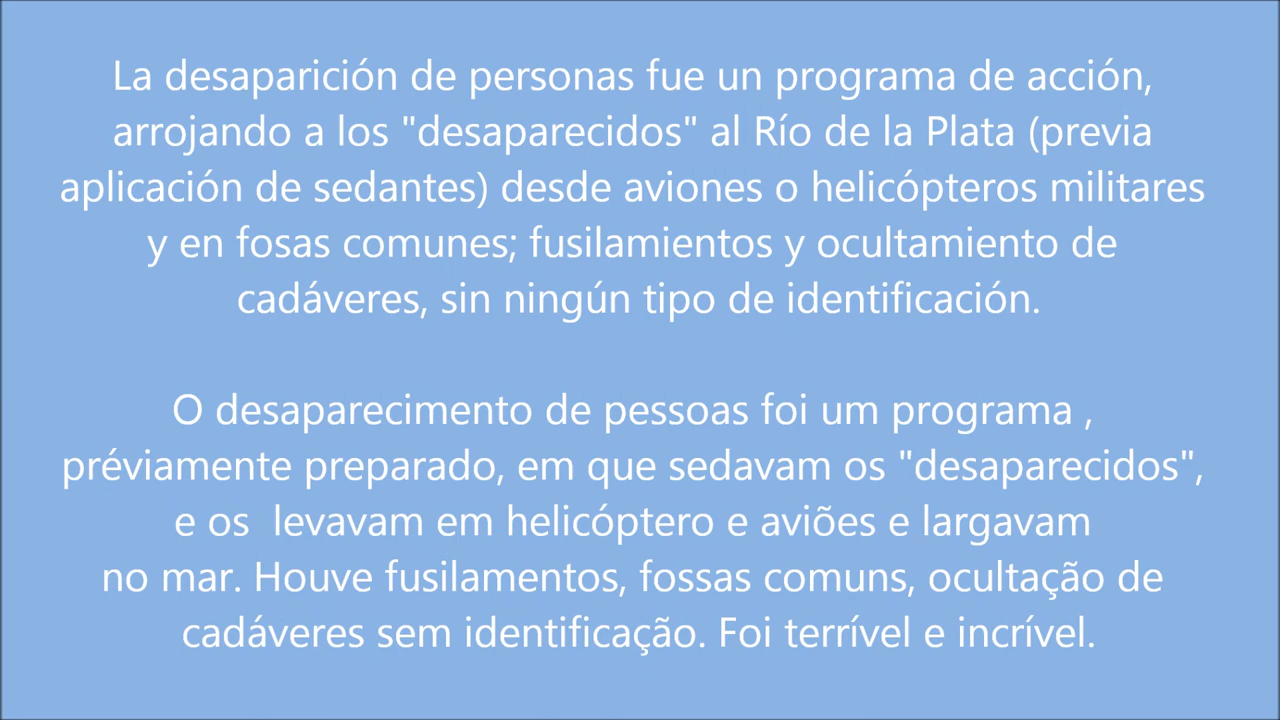 La desaparición de personas fue un programa de acción,
arrojando a los "desaparecidos" al Río de la Plata (previa
aplicación de sedantes) desde aviones o helicópteros militares
y en fosas comunes; fusilamientos y ocultamiento de
cadáveres, sin ningún tipo de identificación.
O desaparecimento de pessoas foi um programa ,
préviamente preparado, em que sedavam os "desaparecidos",
e os  levavam em helicóptero e aviões e largavam
no mar. Houve fusilamentos, fossas comuns, ocultação de
cadáveres sem identificação. Foi terrível e incrível.